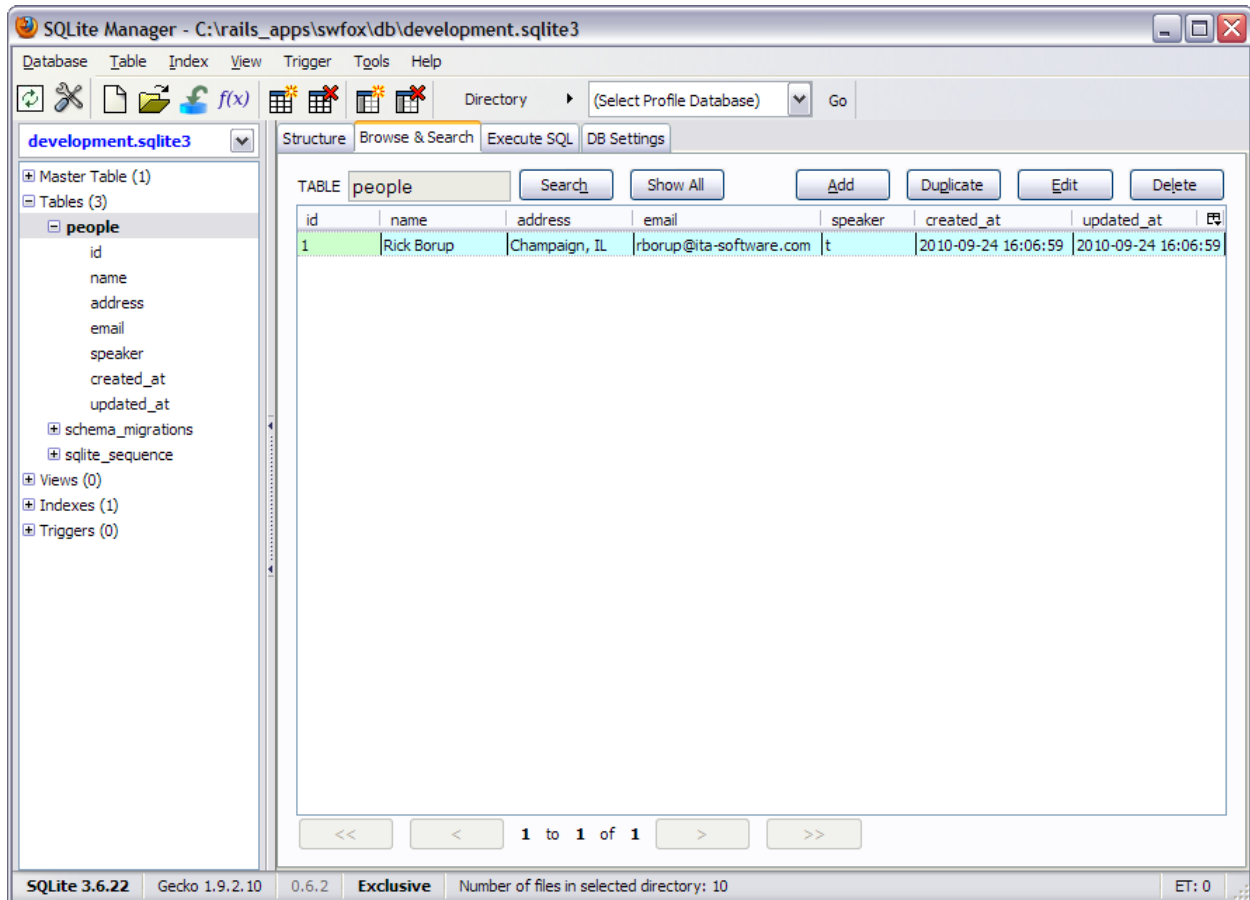 SQLite Manager - C:\rails_apps\swfox\db\development.sqlite3
Database Table Index View Trigger Tools Help
f(x) Directory (Select Profile Database) Go
development.sqlite3
Structure Browse & Search Execute SQL DB Settings
Master Table (1)
Tables (3)
people
id
name
address
email
speaker
created_at
updated_at
schema_migrations
sqlite_sequence
Views (0)
Indexes (1)
Triggers (0)
TABLE people Search Show All Add Duplicate Edit Delete
id name address email speaker created_at updated_at
1 Rick Borup Champaign, IL rborup@ita-software.com t 2010-09-24 16:06:59 2010-09-24 16:06:59
<< < 1 to 1 of 1 > >>
SQLite 3.6.22 Gecko 1.9.2.10 0.6.2 Exclusive Number of files in selected directory: 10 ET: 0